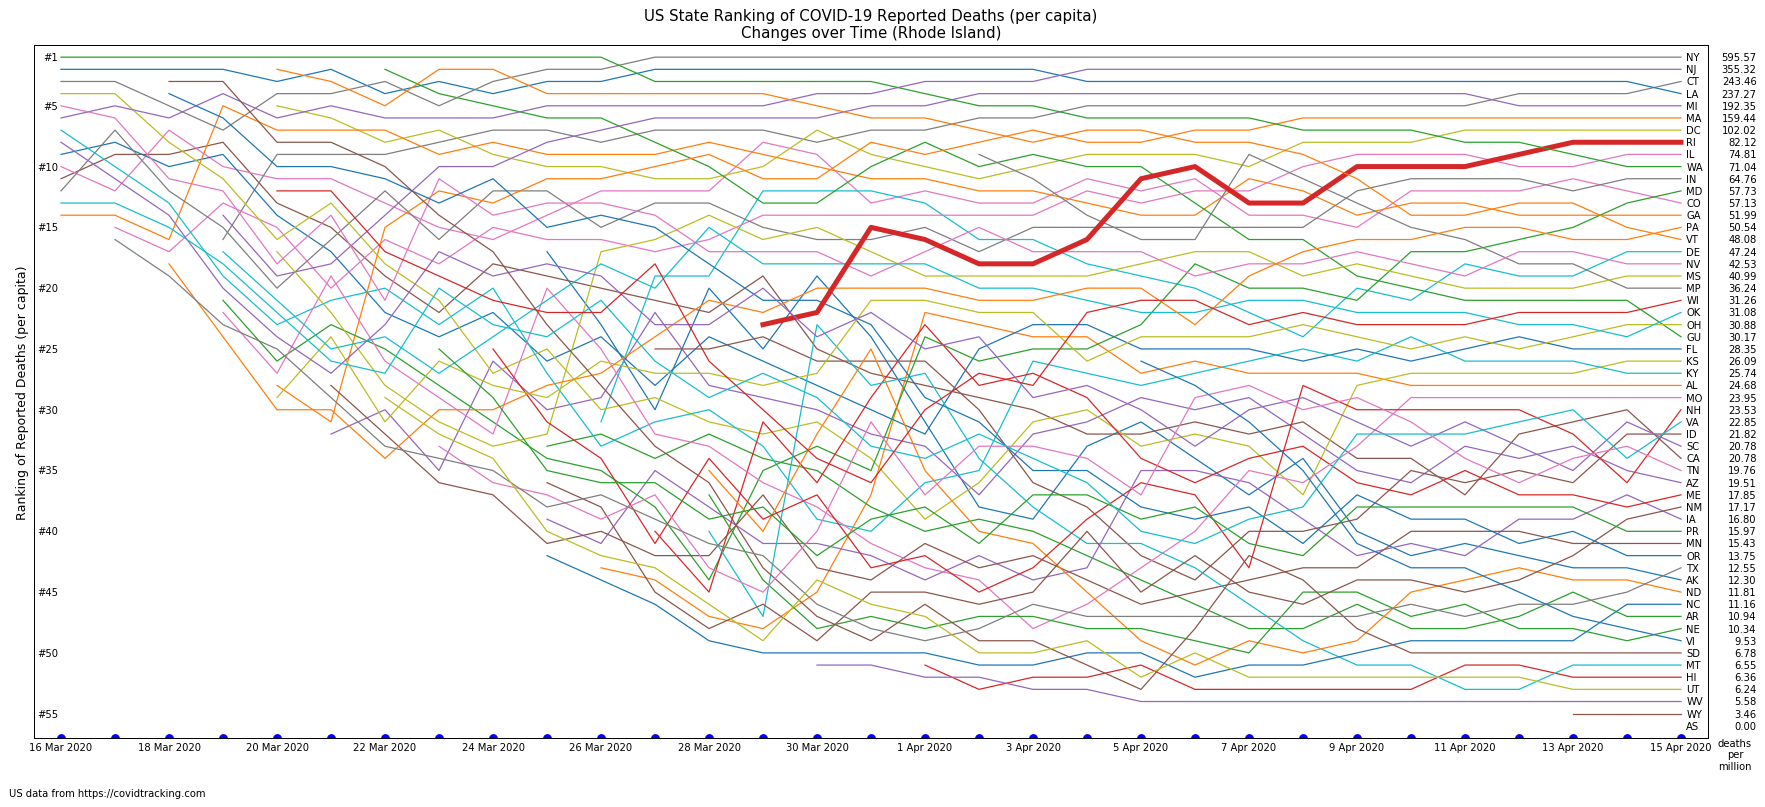 US State Ranking of COVID-19 Reported Deaths (per capita)
Changes over Time (Rhode Island)
Ranking of Reported Deaths (per capita)
#1
#5
#10
#15
#20
#25
#30
#35
#40
#45
#50
#55
NY 595.57
NJ 355.32
CT 243.46
LA 237.27
MI 192.35
MA 159.44
DC 102.02
RI 82.12
IL 74.81
WA 71.04
IN 64.76
MD 57.73
CO 57.13
GA 51.99
PA 50.54
VT 48.08
DE 47.24
NV 42.53
MS 40.99
MP 36.24
WI 31.26
OK 31.08
OH 30.88
GU 30.17
FL 28.35
KS 26.09
KY 25.74
AL 24.68
MO 23.95
NH 23.53
VA 22.85
ID 21.82
SC 20.78
CA 20.78
TN 19.76
AZ 19.51
ME 17.85
NM 17.17
IA 16.80
PR 15.97
MN 15.43
OR 13.75
TX 12.55
AK 12.30
ND 11.81
NC 11.16
AR 10.94
NE 10.34
VI 9.53
SD 6.78
MT 6.55
HI 6.36
UT 6.24
WV 5.58
WY 3.46
AS 0.00
16 Mar 2020 18 Mar 2020 20 Mar 2020 22 Mar 2020 24 Mar 2020 26 Mar 2020 28 Mar 2020 30 Mar 2020 1 Apr 2020 3 Apr 2020 5 Apr 2020 7 Apr 2020 9 Apr 2020 11 Apr 2020 13 Apr 2020 15 Apr 2020
deaths
per
million
US data from https://covidtracking.com